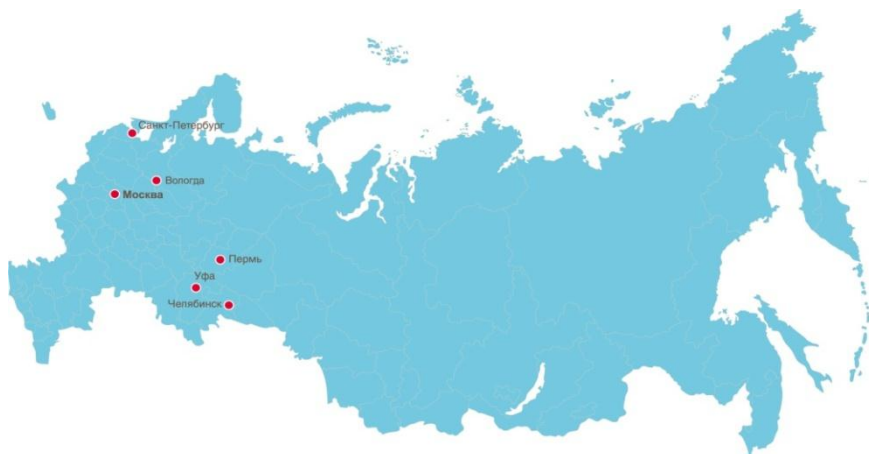 Санкт-Петербург
Вологда
Москва
Пермь
Уфа
Челябинск